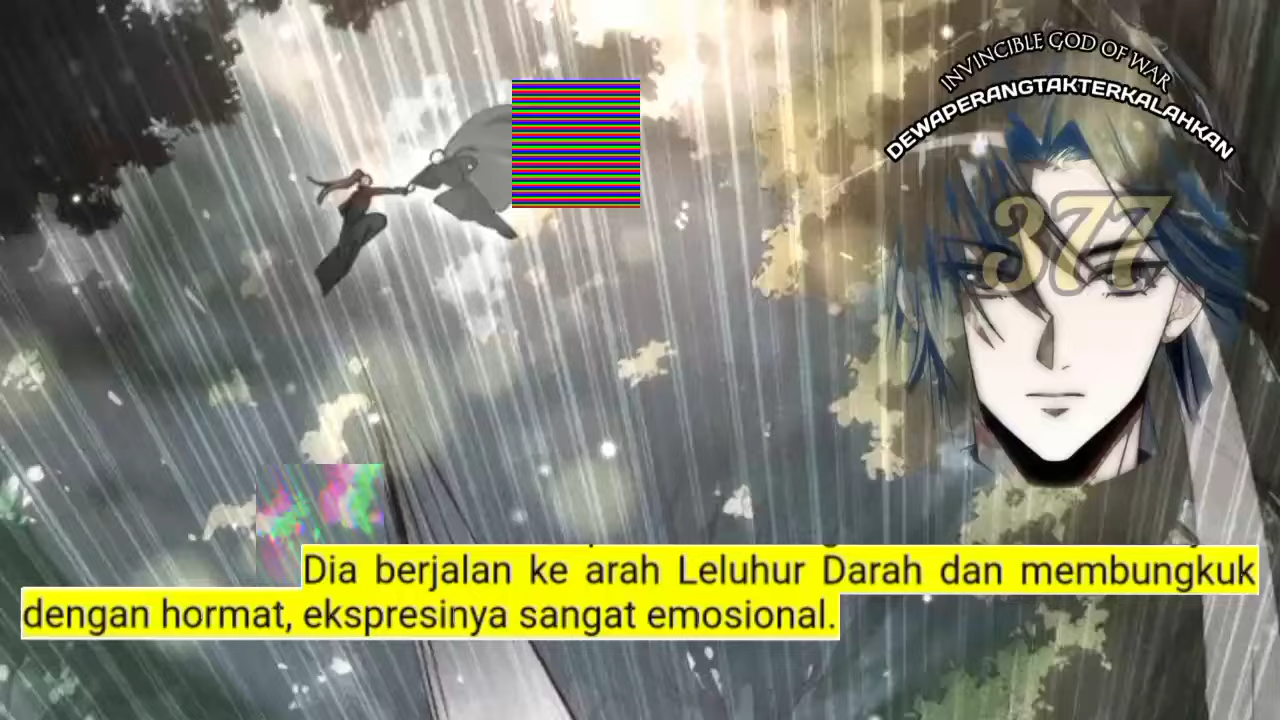 INVINCIBLE GOD OF WAR
DEWAPERANGTAKTERKALAHKAN
377
Dia berjalan ke arah Leluhur Darah dan membungkuk
dengan hormat, ekspresinya sangat emosional.